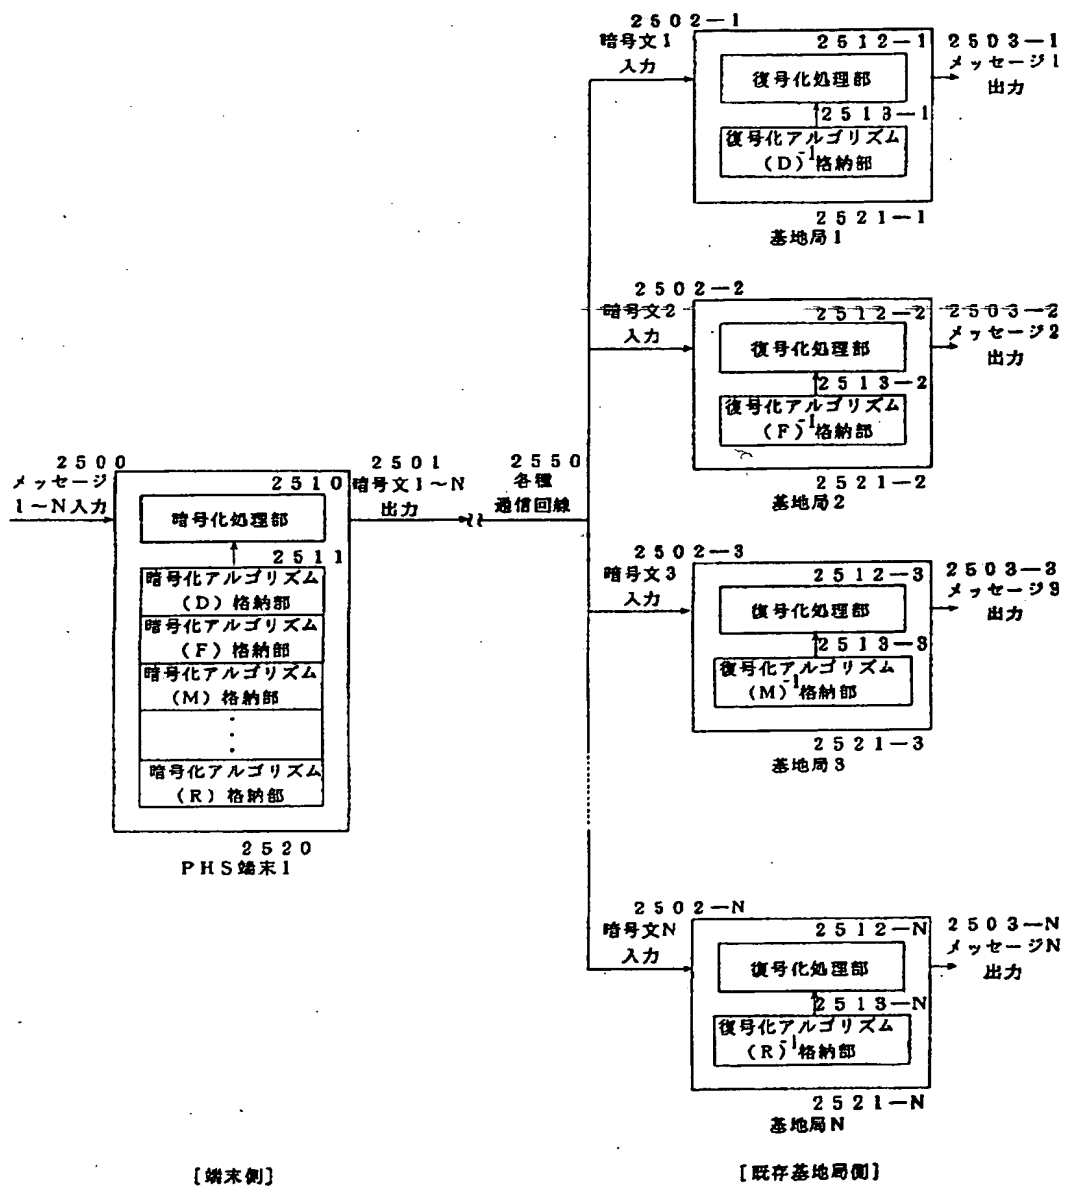 2500
メッセージ
1～N入力
2510
暗号化処理部
2511
暗号化アルゴリズム
(D)格納部
暗号化アルゴリズム
(F)格納部
暗号化アルゴリズム
(M)格納部
暗号化アルゴリズム
(R)格納部
2520
PHS端末1
2501
暗号文1～N
出力
2550
各種
通信回線
2502—1
暗号文1
入力
2512—1
復号化処理部
2513—1
復号化アルゴリズム
(D)⁻¹格納部
2521—1
基地局1
2503—1
メッセージ1
出力
2502—2
暗号文2
入力
2512—2
復号化処理部
2513—2
復号化アルゴリズム
(F)⁻¹格納部
2521—2
基地局2
2503—2
メッセージ2
出力
2502—3
暗号文3
入力
2512—3
復号化処理部
2513—3
復号化アルゴリズム
(M)⁻¹格納部
2521—3
基地局3
2503—3
メッセージ3
出力
2502—N
暗号文N
入力
2512—N
復号化処理部
2513—N
復号化アルゴリズム
(R)⁻¹格納部
2521—N
基地局N
2503—N
メッセージN
出力
[端末側]
[既存基地局側]